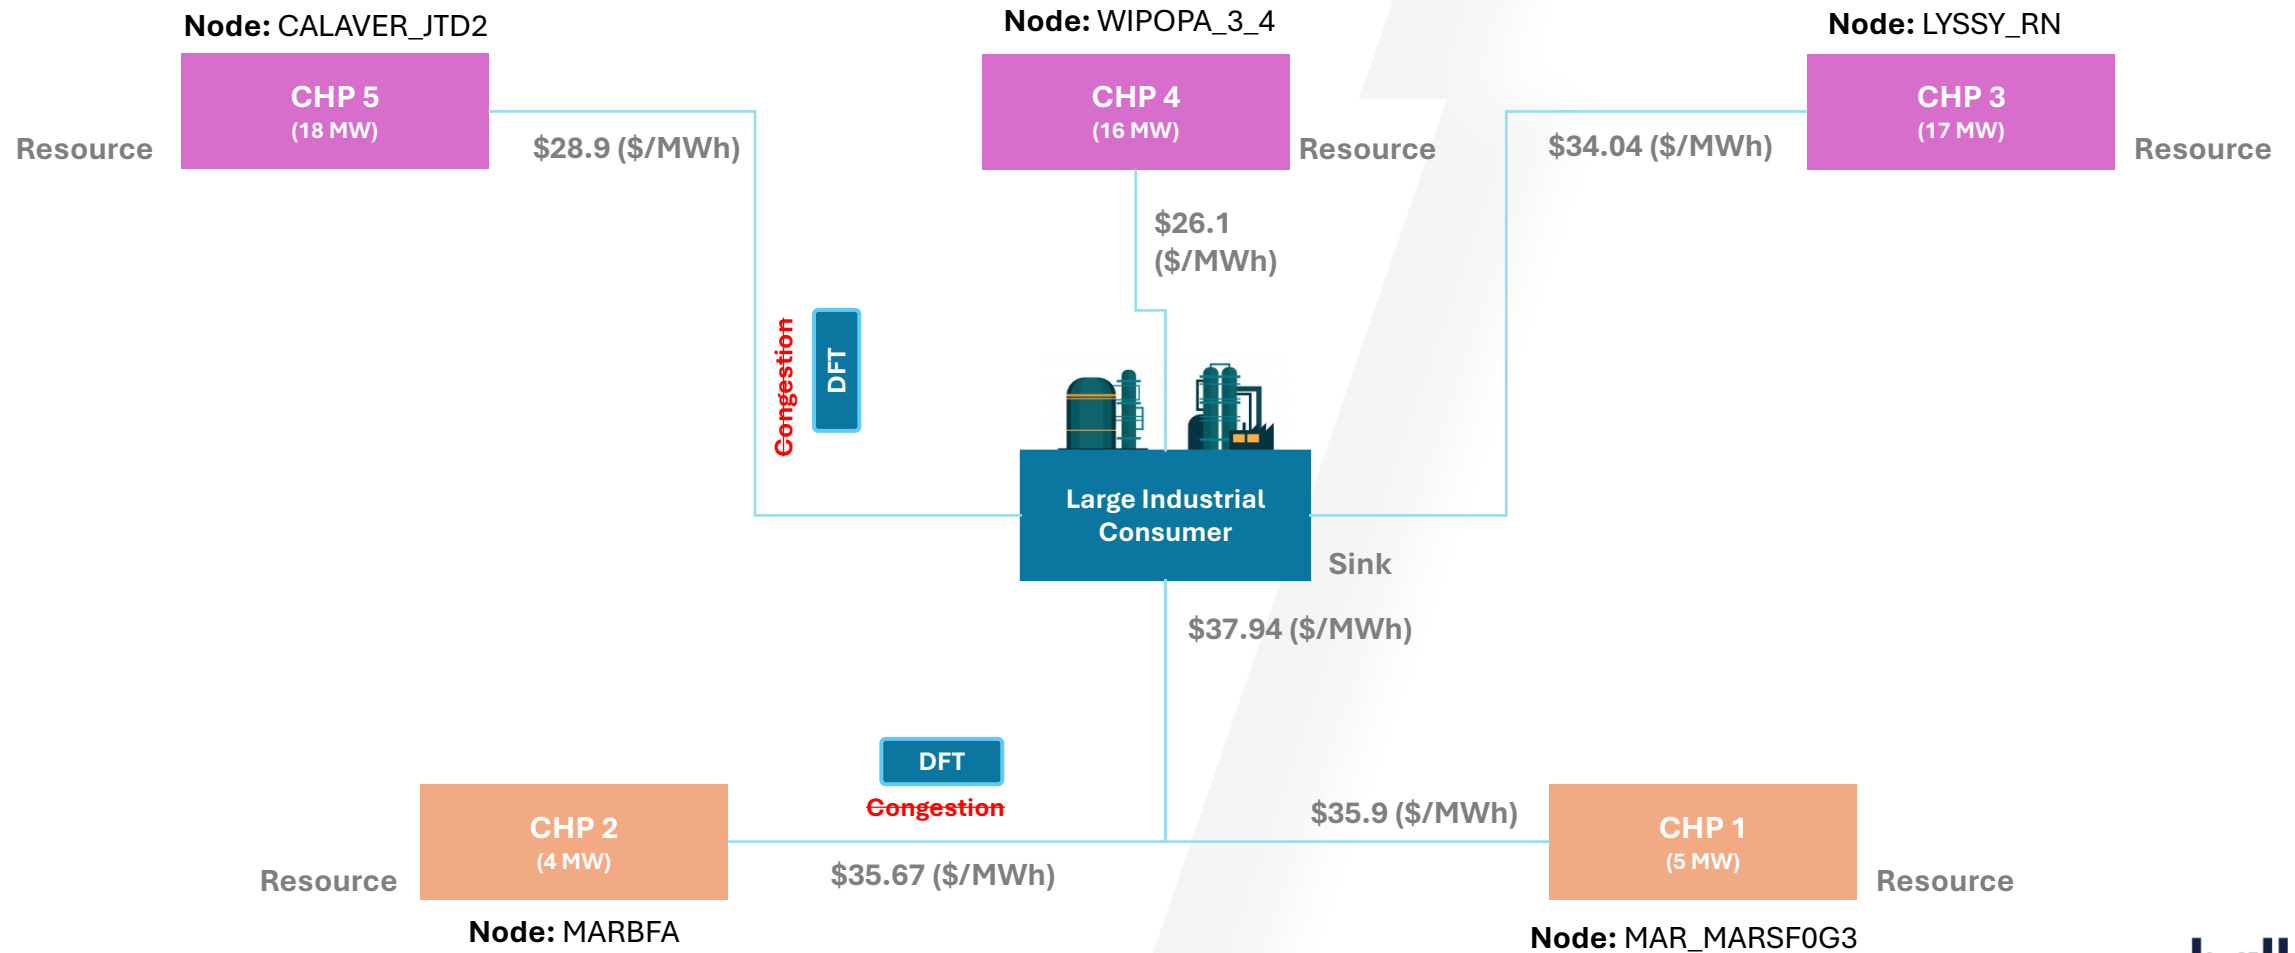 Node: CALAVER_JTD2
Node: WIPOPA_3_4
Node: LYSSY_RN
CHP 5
(18 MW)
Resource
$28.9 ($/MWh)
CHP 4
(16 MW)
Resource
$26.1
($/MWh)
$34.04 ($/MWh)
CHP 3
(17 MW)
Resource
Congestion
DFT
Large Industrial
Consumer
Sink
$37.94 ($/MWh)
DFT
Congestion
CHP 2
(4 MW)
Resource
$35.67 ($/MWh)
Node: MARBFA
$35.9 ($/MWh)
CHP 1
(5 MW)
Resource
Node: MAR_MARSF0G3